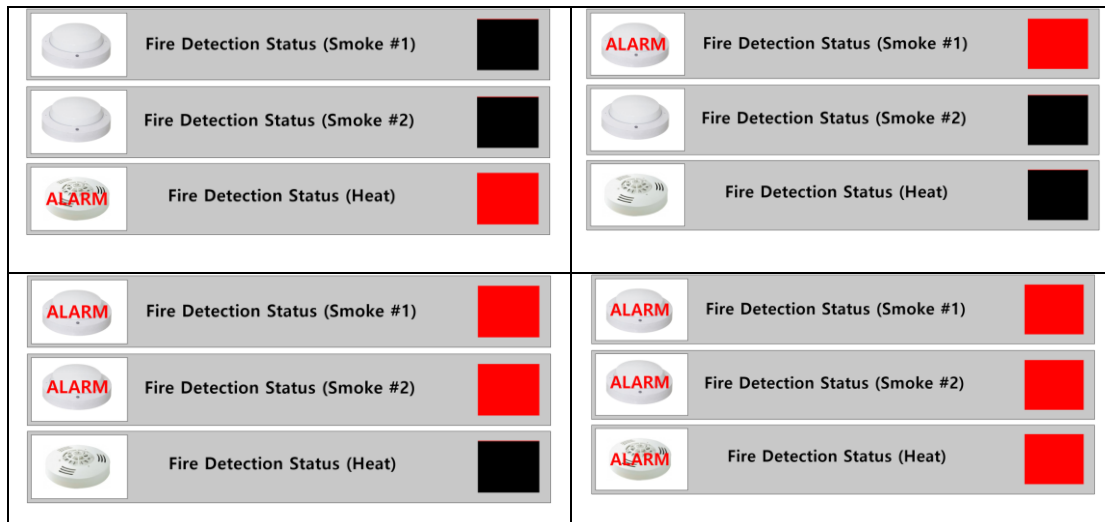 Fire Detection Status (Smoke #1)
Fire Detection Status (Smoke #2)
ALARM Fire Detection Status (Heat)
ALARM Fire Detection Status (Smoke #1)
Fire Detection Status (Smoke #2)
Fire Detection Status (Heat)
ALARM Fire Detection Status (Smoke #1)
ALARM Fire Detection Status (Smoke #2)
Fire Detection Status (Heat)
ALARM Fire Detection Status (Smoke #1)
ALARM Fire Detection Status (Smoke #2)
ALARM Fire Detection Status (Heat)